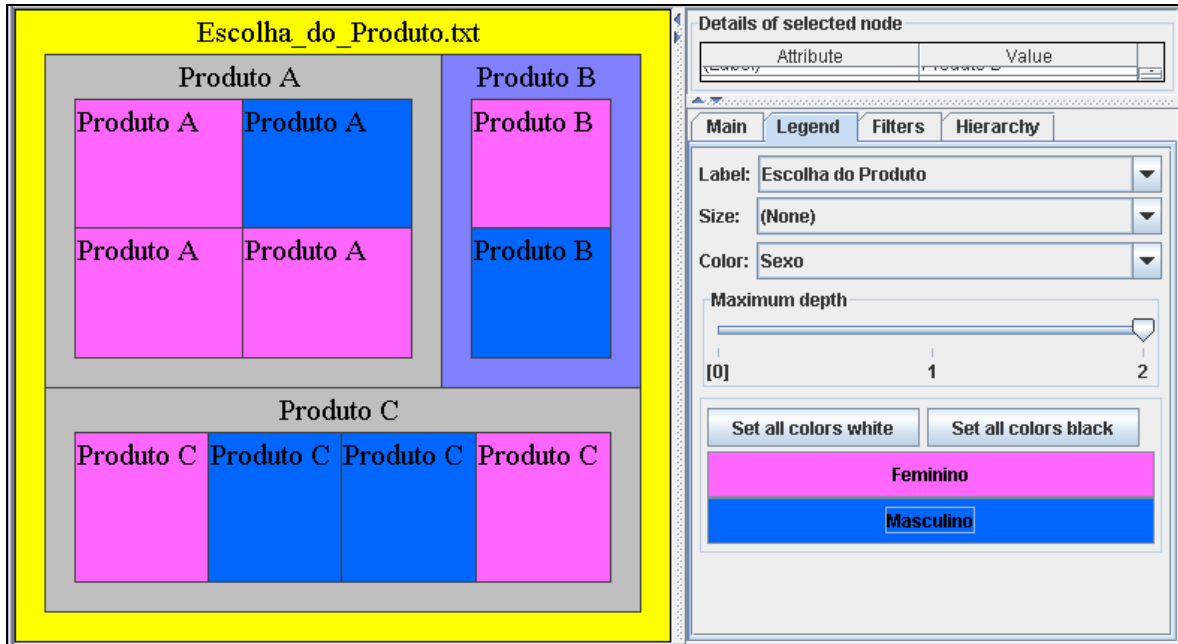 Escolha_do_Produto.txt
Produto A
Produto B
Produto A
Produto A
Produto B
Produto A
Produto A
Produto B
Produto C
Produto C
Produto C
Produto C
Produto C
Details of selected node
Attribute
Value
Main
Legend
Filters
Hierarchy
Label:
Escolha do Produto
Size:
(None)
Color:
Sexo
Maximum depth
[0]
1
2
Set all colors white
Set all colors black
Feminino
Masculino